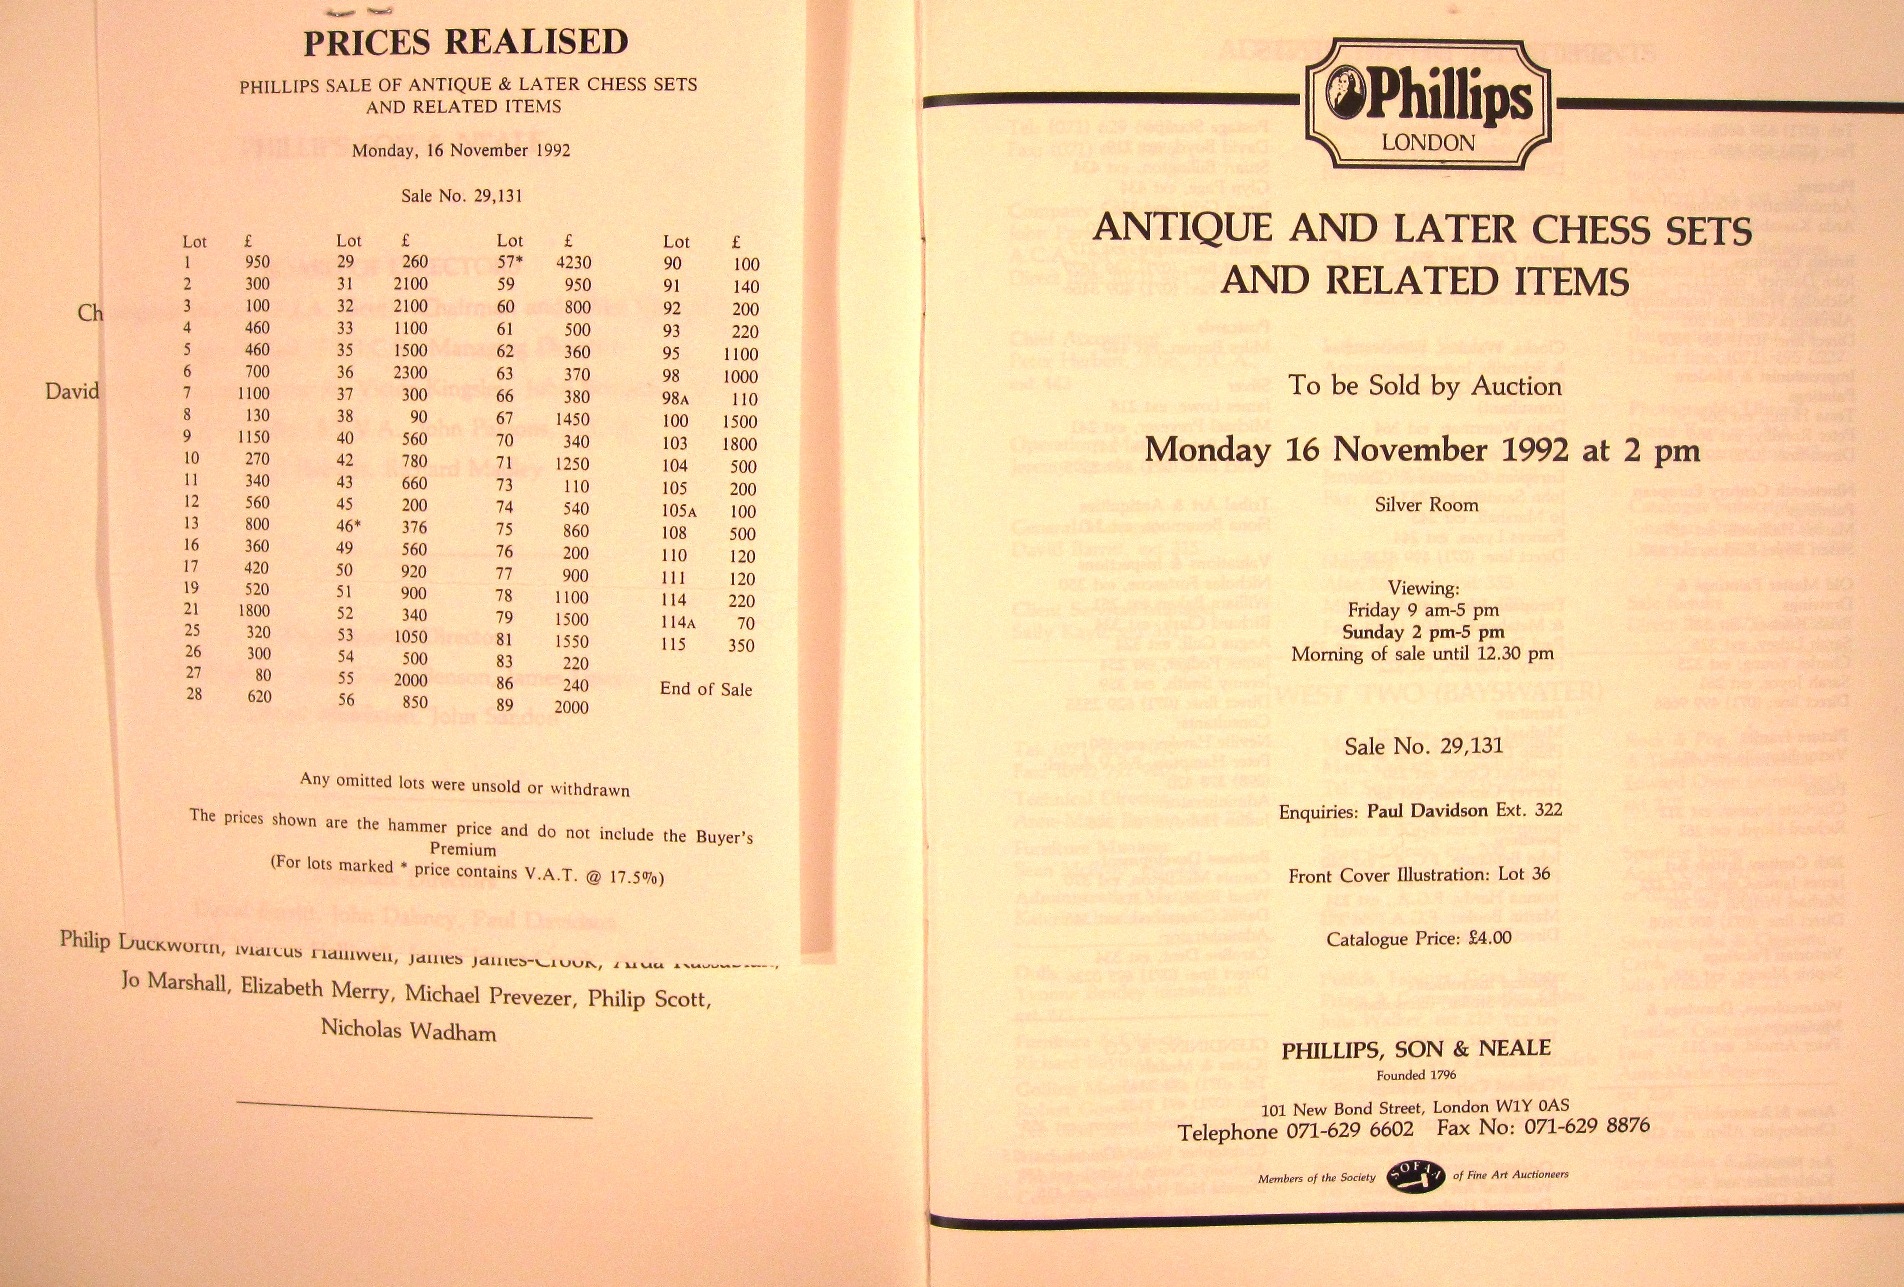 PRICES REALISED
PHILLIPS SALE OF ANTIQUE & LATER CHESS SETS
AND RELATED ITEMS
Monday, 16 November 1992
Sale No. 29,131
Lot £ Lot £ Lot £ Lot £
1 950 29 260 57* 4230 90 100
2 300 31 2100 59 950 91 140
3 100 32 2100 60 800 92 200
4 460 33 1100 61 500 93 220
5 460 35 1500 62 360 95 1100
6 700 36 2300 63 370 98 1000
7 1100 37 300 66 380 98A 110
8 130 38 90 67 1450 100 1500
9 1150 40 560 70 340 103 1800
10 270 42 780 71 1250 104 500
11 340 43 660 73 110 105 200
12 560 45 200 74 540 105A 100
13 800 46* 376 75 860 108 500
16 360 49 560 76 200 110 120
17 420 50 920 77 900 111 120
19 520 51 900 78 1100 114 220
21 1800 52 340 79 1500 114A 70
25 320 53 1050 81 1550 115 350
26 300 54 500 83 220
27 80 55 2000 86 240 End of Sale
28 620 56 850 89 2000
Any omitted lots were unsold or withdrawn
The prices shown are the hammer price and do not include the Buyer's
Premium
(For lots marked * price contains V.A.T. @ 17.5%)
Ch
David
Philip Duckworth, Marcus Halliwell, James James-Crook,
Jo Marshall, Elizabeth Merry, Michael Prevezer, Philip Scott,
Nicholas Wadham
Phillips
LONDON
ANTIQUE AND LATER CHESS SETS
AND RELATED ITEMS
To be Sold by Auction
Monday 16 November 1992 at 2 pm
Silver Room
Viewing:
Friday 9 am-5 pm
Sunday 2 pm-5 pm
Morning of sale until 12.30 pm
Sale No. 29,131
Enquiries: Paul Davidson Ext. 322
Front Cover Illustration: Lot 36
Catalogue Price: £4.00
PHILLIPS, SON & NEALE
Founded 1796
101 New Bond Street, London W1Y 0AS
Telephone 071-629 6602 Fax No: 071-629 8876
Members of the Society SOFAA of Fine Art Auctioneers